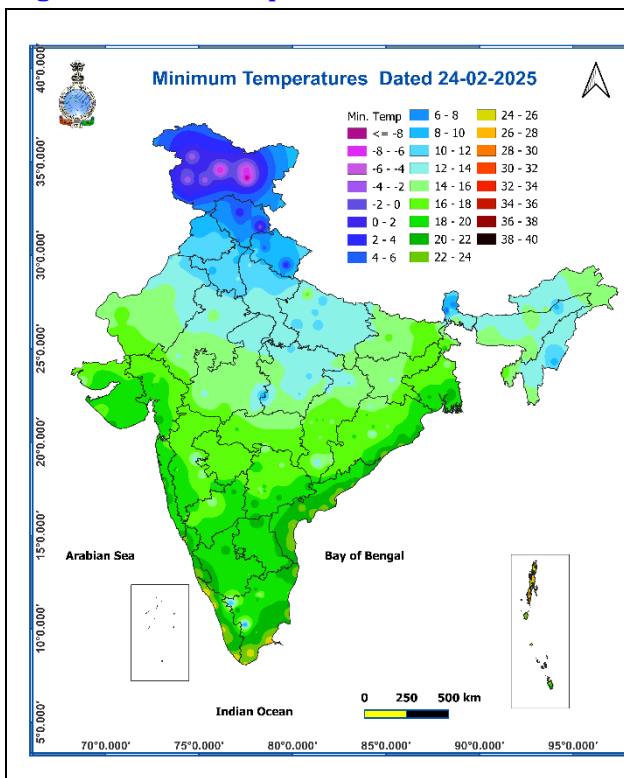 Minimum Temperatures Dated 24-02-2025
Min. Temp
<= -8
-8 - -6
-6 - -4
-4 - -2
-2 - 0
0 - 2
2 - 4
4 - 6
6 - 8
8 - 10
10 - 12
12 - 14
14 - 16
16 - 18
18 - 20
20 - 22
22 - 24
24 - 26
26 - 28
28 - 30
30 - 32
32 - 34
34 - 36
36 - 38
38 - 40
40°0.000'
35°0.000'
30°0.000'
25°0.000'
20°0.000'
15°0.000'
10°0.000'
5°0.000'
Arabian Sea
Bay of Bengal
Indian Ocean
0 250 500 km
70°0.000' 75°0.000' 80°0.000' 85°0.000' 90°0.000' 95°0.000'